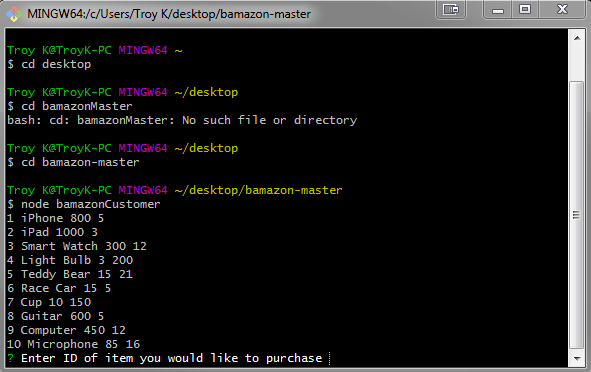 MINGW64:/c/Users/Troy K/desktop/bamazon-master
Troy K@TroyK-PC MINGW64 ~
$ cd desktop
Troy K@TroyK-PC MINGW64 ~/desktop
$ cd bamazonMaster
bash: cd: bamazonMaster: No such file or directory
Troy K@TroyK-PC MINGW64 ~/desktop
$ cd bamazon-master
Troy K@TroyK-PC MINGW64 ~/desktop/bamazon-master
$ node bamazonCustomer
1 iPhone 800 5
2 iPad 1000 3
3 Smart Watch 300 12
4 Light Bulb 3 200
5 Teddy Bear 15 21
6 Race Car 15 5
7 Cup 10 150
8 Guitar 600 5
9 Computer 450 12
10 Microphone 85 16
? Enter ID of item you would like to purchase